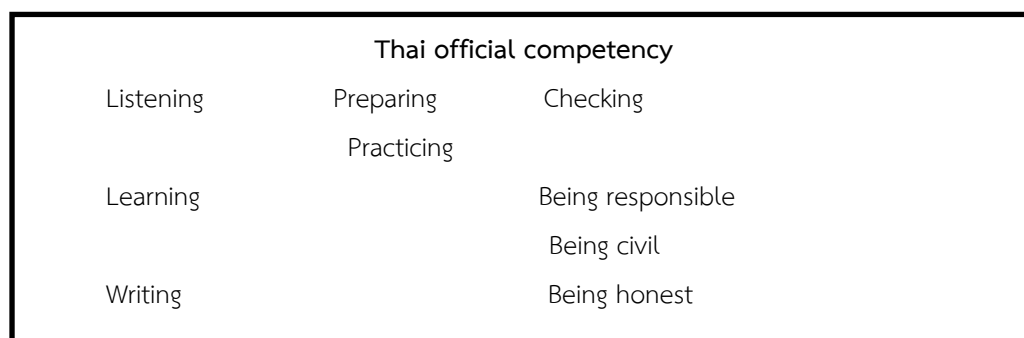 Thai official competency
Listening Preparing Checking
Practicing
Learning Being responsible
Being civil
Writing Being honest